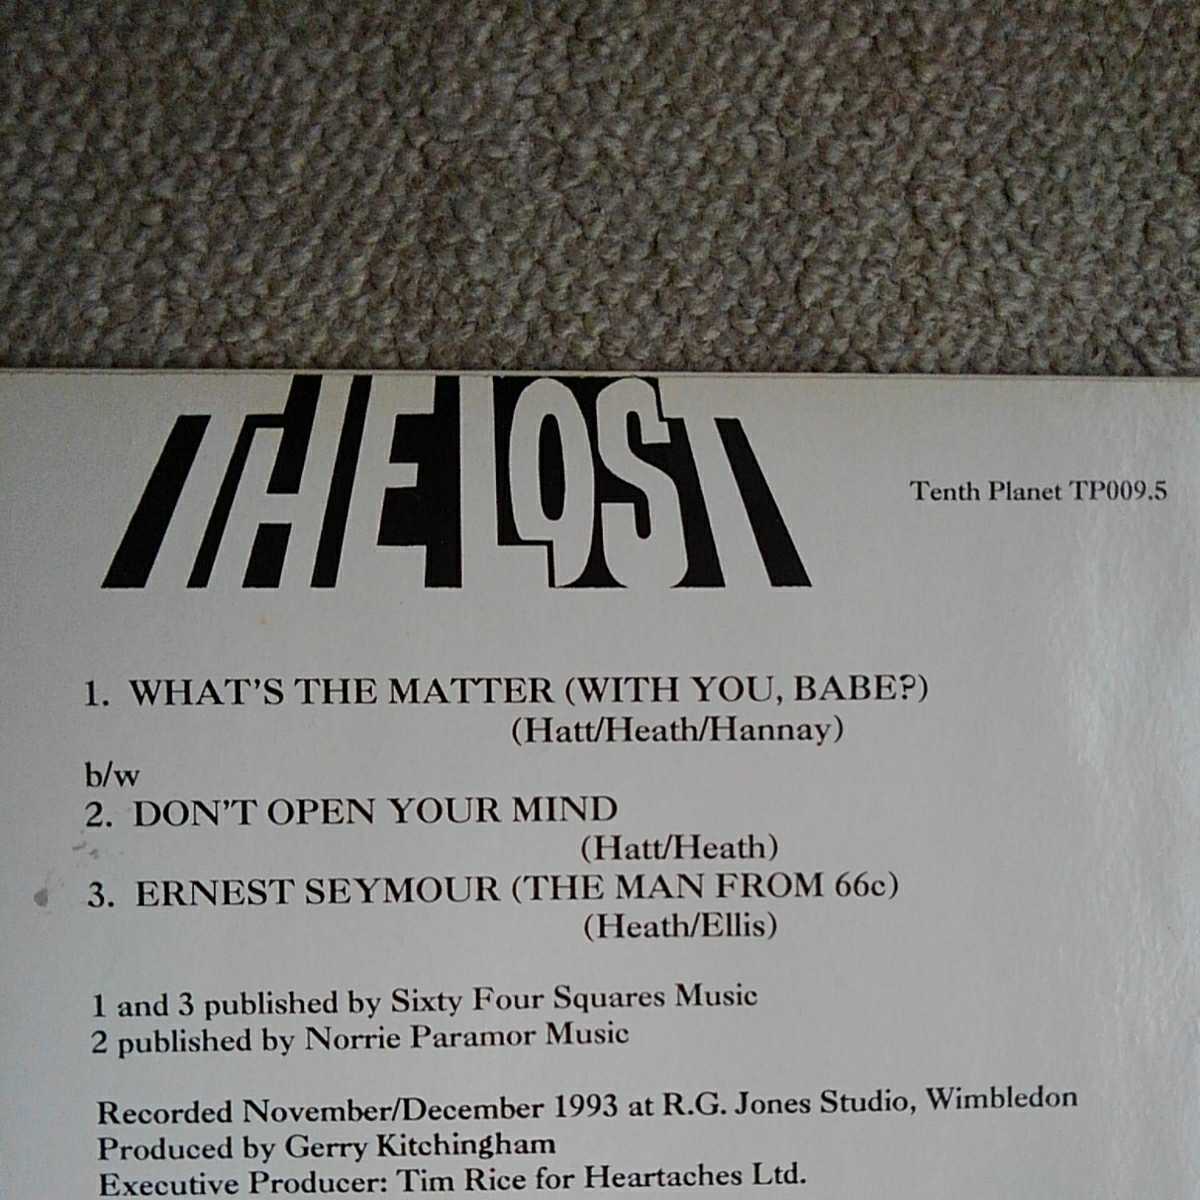 THE LOST
Tenth Planet TP009.5
1. WHAT'S THE MATTER (WITH YOU, BABE?)
(Hatt/Heath/Hannay)
b/w
2. DON'T OPEN YOUR MIND
(Hatt/Heath)
3. ERNEST SEYMOUR (THE MAN FROM 66c)
(Heath/Ellis)
1 and 3 published by Sixty Four Squares Music
2 published by Norrie Paramor Music
Recorded November/December 1993 at R.G. Jones Studio, Wimbledon
Produced by Gerry Kitchingham
Executive Producer: Tim Rice for Heartaches Ltd.